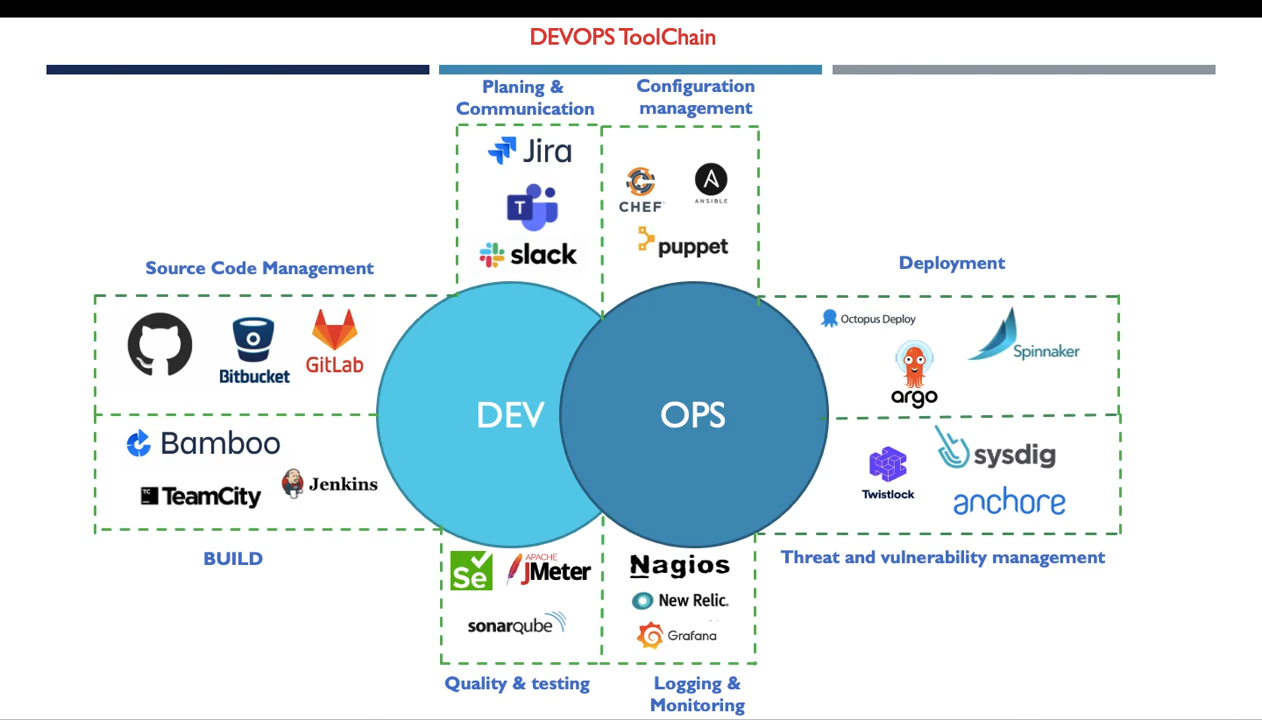 DEVOPS ToolChain
Planing &
Communication
Configuration
management
Jira
T
slack
CHEF
A
ANSIBLE
puppet
Source Code Management
Bitbucket
GitLab
Deployment
Octopus Deploy
Spinnaker
argo
DEV
OPS
Bamboo
TC
TeamCity
Jenkins
BUILD
sysdig
Twistlock
anchore
Threat and vulnerability management
Se
APACHE
JMeter
sonarqube
Quality & testing
Nagios
New Relic.
Grafana
Logging &
Monitoring